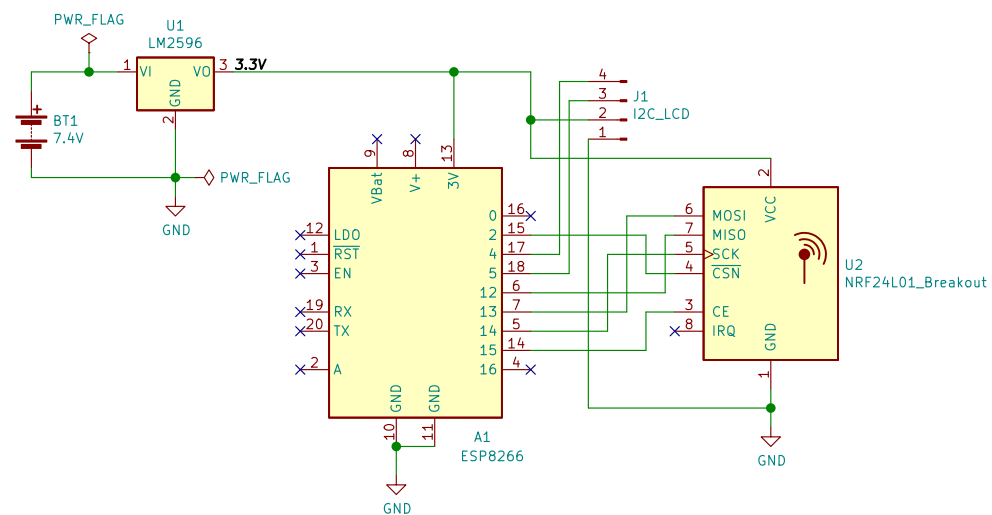 PWR_FLAG
U1
LM2596
1
VI
VO
3
3.3V
GND
2
BT1
7.4V
PWR_FLAG
GND
4
3
2
1
J1
I2C_LCD
9
8
13
VBat
V+
3V
12
LDO
1
RST
3
EN
19
RX
20
TX
2
A
0
16
2
15
4
17
5
18
12
6
13
7
14
5
15
14
16
4
GND
GND
10
11
A1
ESP8266
GND
2
VCC
6
MOSI
7
MISO
5
SCK
4
CSN
3
CE
8
IRQ
GND
1
U2
NRF24L01_Breakout
GND